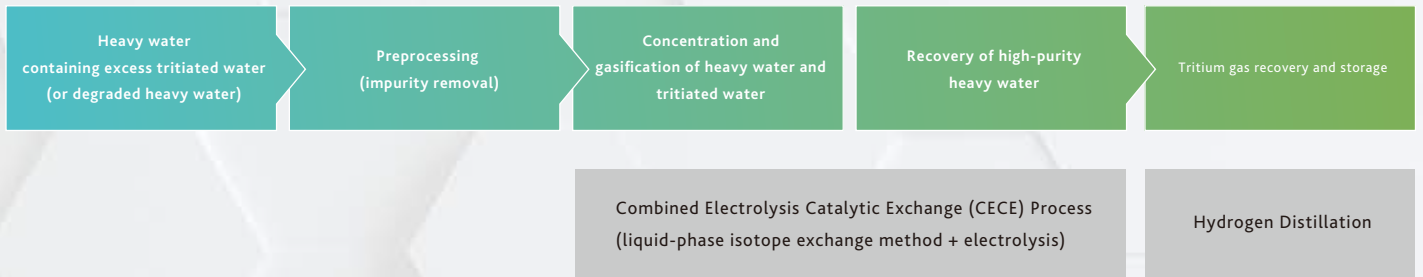 Heavy water
containing excess tritiated water
(or degraded heavy water)
Preprocessing
(impurity removal)
Concentration and
gasification of heavy water and
tritiated water
Recovery of high-purity
heavy water
Tritium gas recovery and storage
Combined Electrolysis Catalytic Exchange (CECE) Process
(liquid-phase isotope exchange method + electrolysis)
Hydrogen Distillation